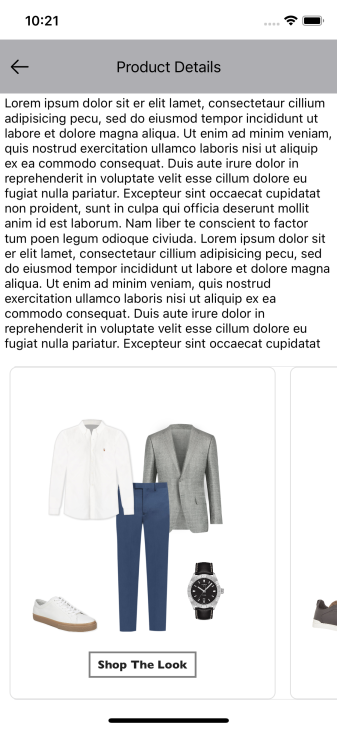 10:21
Product Details
Lorem ipsum dolor sit er elit lamet, consectetaur cillium
adipisicing pecu, sed do eiusmod tempor incididunt ut
labore et dolore magna aliqua. Ut enim ad minim veniam,
quis nostrud exercitation ullamco laboris nisi ut aliquip
ex ea commodo consequat. Duis aute irure dolor in
reprehenderit in voluptate velit esse cillum dolore eu
fugiat nulla pariatur. Excepteur sint occaecat cupidatat
non proident, sunt in culpa qui officia deserunt mollit
anim id est laborum. Nam liber te conscient to factor
tum poen legum odioque civiuda. Lorem ipsum dolor sit
er elit lamet, consectetaur cillium adipisicing pecu, sed
do eiusmod tempor incididunt ut labore et dolore magna
aliqua. Ut enim ad minim veniam, quis nostrud
exercitation ullamco laboris nisi ut aliquip ex ea
commodo consequat. Duis aute irure dolor in
reprehenderit in voluptate velit esse cillum dolore eu
fugiat nulla pariatur. Excepteur sint occaecat cupidatat
Shop The Look